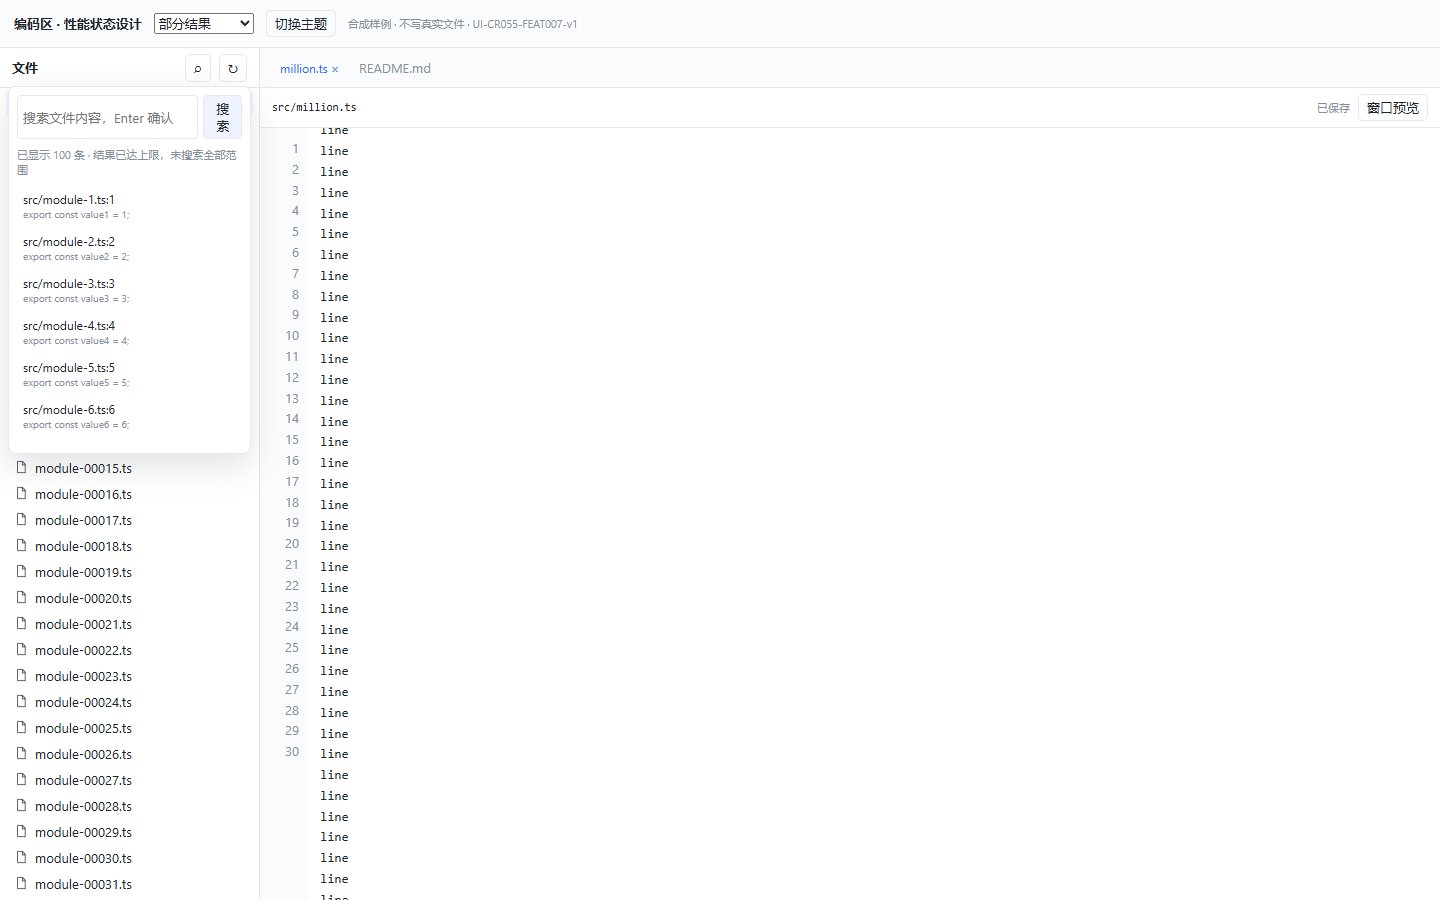 编码区 · 性能状态设计
部分结果
切换主题
合成样例 · 不写真实文件 · UI-CR055-FEAT007-v1
文件
搜索文件内容，Enter 确认
搜
索
已显示 100 条 · 结果已达上限，未搜索全部范
围
src/module-1.ts:1
export const value1 = 1;
src/module-2.ts:2
export const value2 = 2;
src/module-3.ts:3
export const value3 = 3;
src/module-4.ts:4
export const value4 = 4;
src/module-5.ts:5
export const value5 = 5;
src/module-6.ts:6
export const value6 = 6;
module-00015.ts
module-00016.ts
module-00017.ts
module-00018.ts
module-00019.ts
module-00020.ts
module-00021.ts
module-00022.ts
module-00023.ts
module-00024.ts
module-00025.ts
module-00026.ts
module-00027.ts
module-00028.ts
module-00029.ts
module-00030.ts
module-00031.ts
million.ts ×
README.md
src/million.ts
已保存
窗口预览
line
1 line
2 line
3 line
4 line
5 line
6 line
7 line
8 line
9 line
10 line
11 line
12 line
13 line
14 line
15 line
16 line
17 line
18 line
19 line
20 line
21 line
22 line
23 line
24 line
25 line
26 line
27 line
28 line
29 line
30 line
line
line
line
line
line
line
line